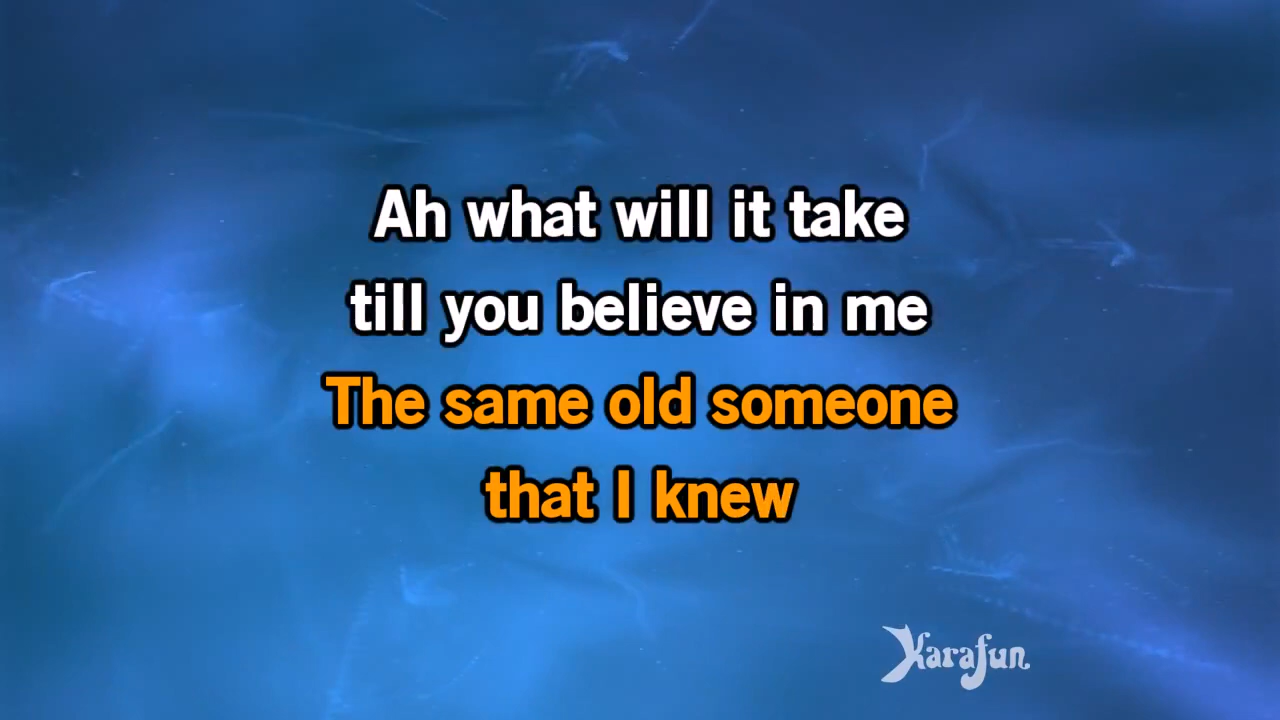 Ah what will it take
till you believe in me
The same old someone
that I knew
Karafun